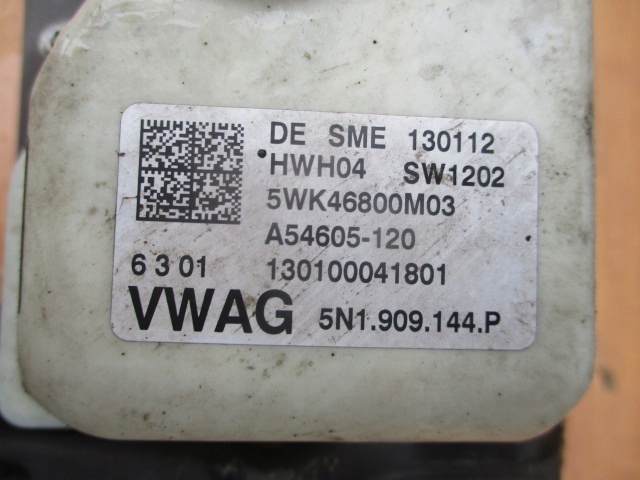 DE SME 130112
HWH04 SW1202
5WK46800M03
A54605-120
6 3 01 130100041801
VWAG 5N1.909.144.P